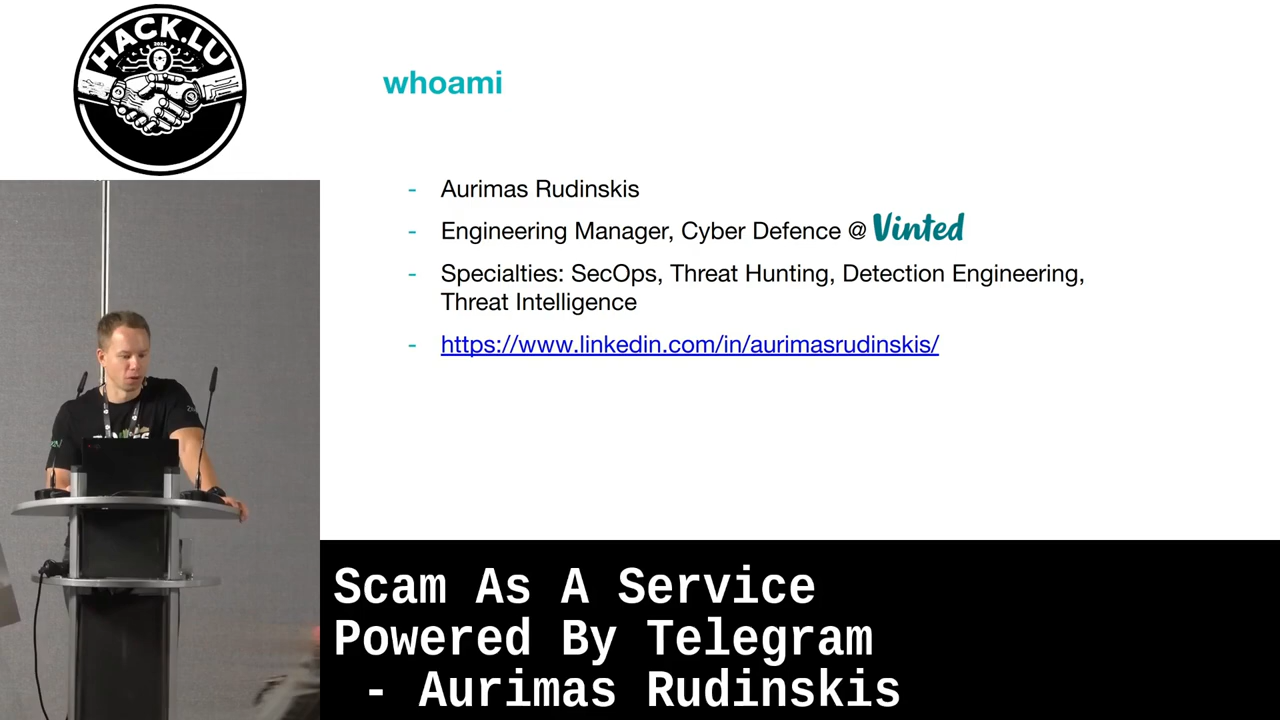 HACK.LU
2024
whoami
- Aurimas Rudinskis
- Engineering Manager, Cyber Defence @ Vinted
- Specialties: SecOps, Threat Hunting, Detection Engineering,
Threat Intelligence
- https://www.linkedin.com/in/aurimasrudinskis/
Scam As A Service
Powered By Telegram
- Aurimas Rudinskis